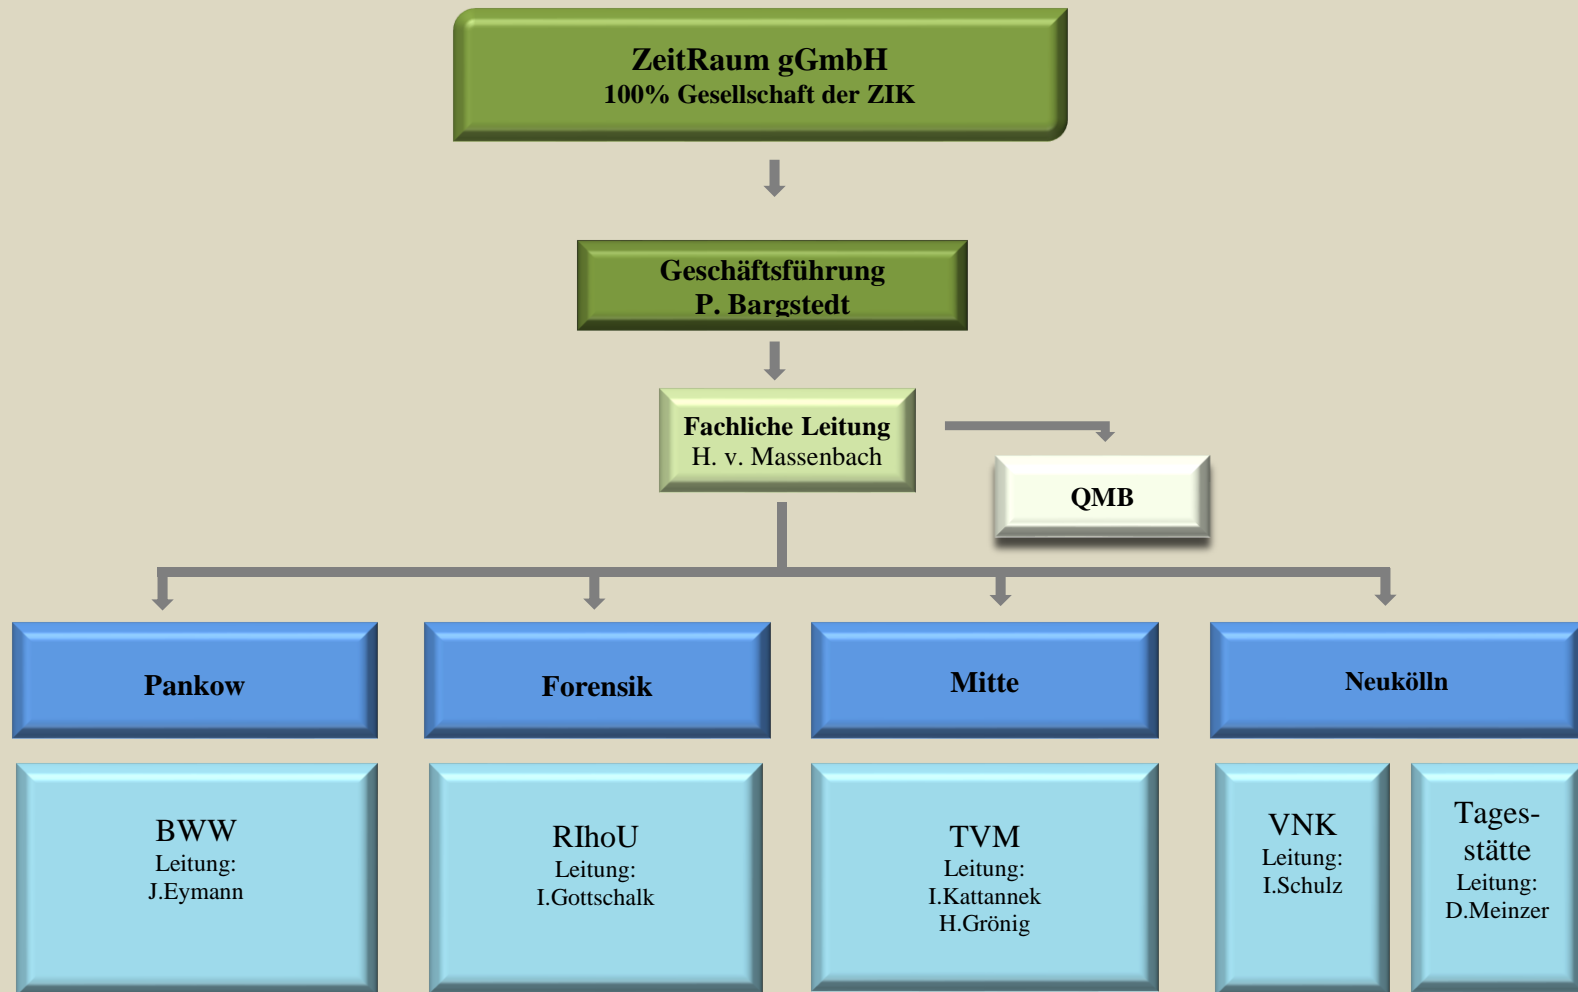 ZeitRaum gGmbH
100% Gesellschaft der ZIK
Geschäftsführung
P. Bargstedt
Fachliche Leitung
H. v. Massenbach
QMB
Pankow
Forensik
Mitte
Neukölln
BWW
Leitung:
J.Eymann
RIhoU
Leitung:
I.Gottschalk
TVM
Leitung:
I.Kattannek
H.Grönig
VNK
Leitung:
I.Schulz
Tages-
stätte
Leitung:
D.Meinzer